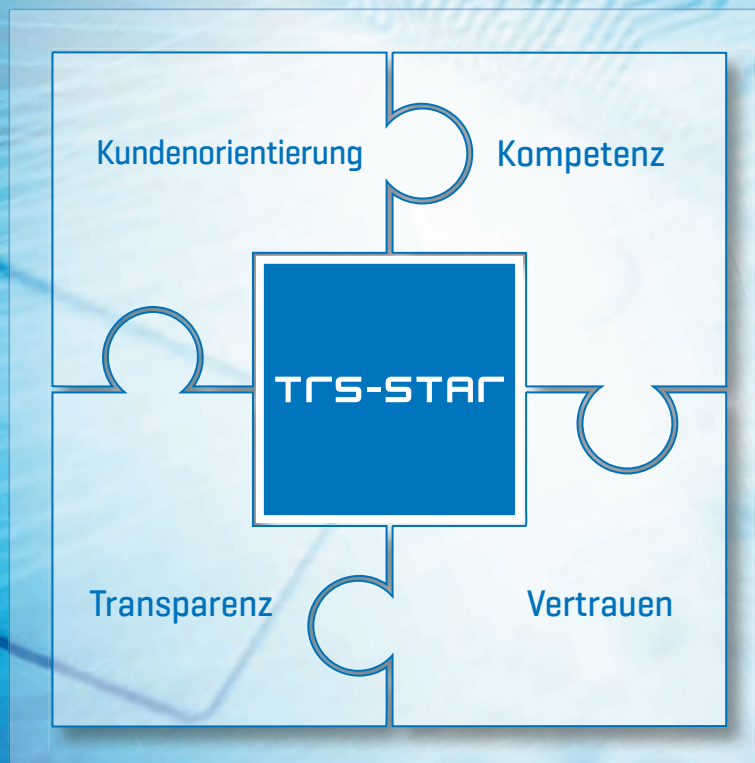 Kundenorientierung
Kompetenz
TRS-STAR
Transparenz
Vertrauen